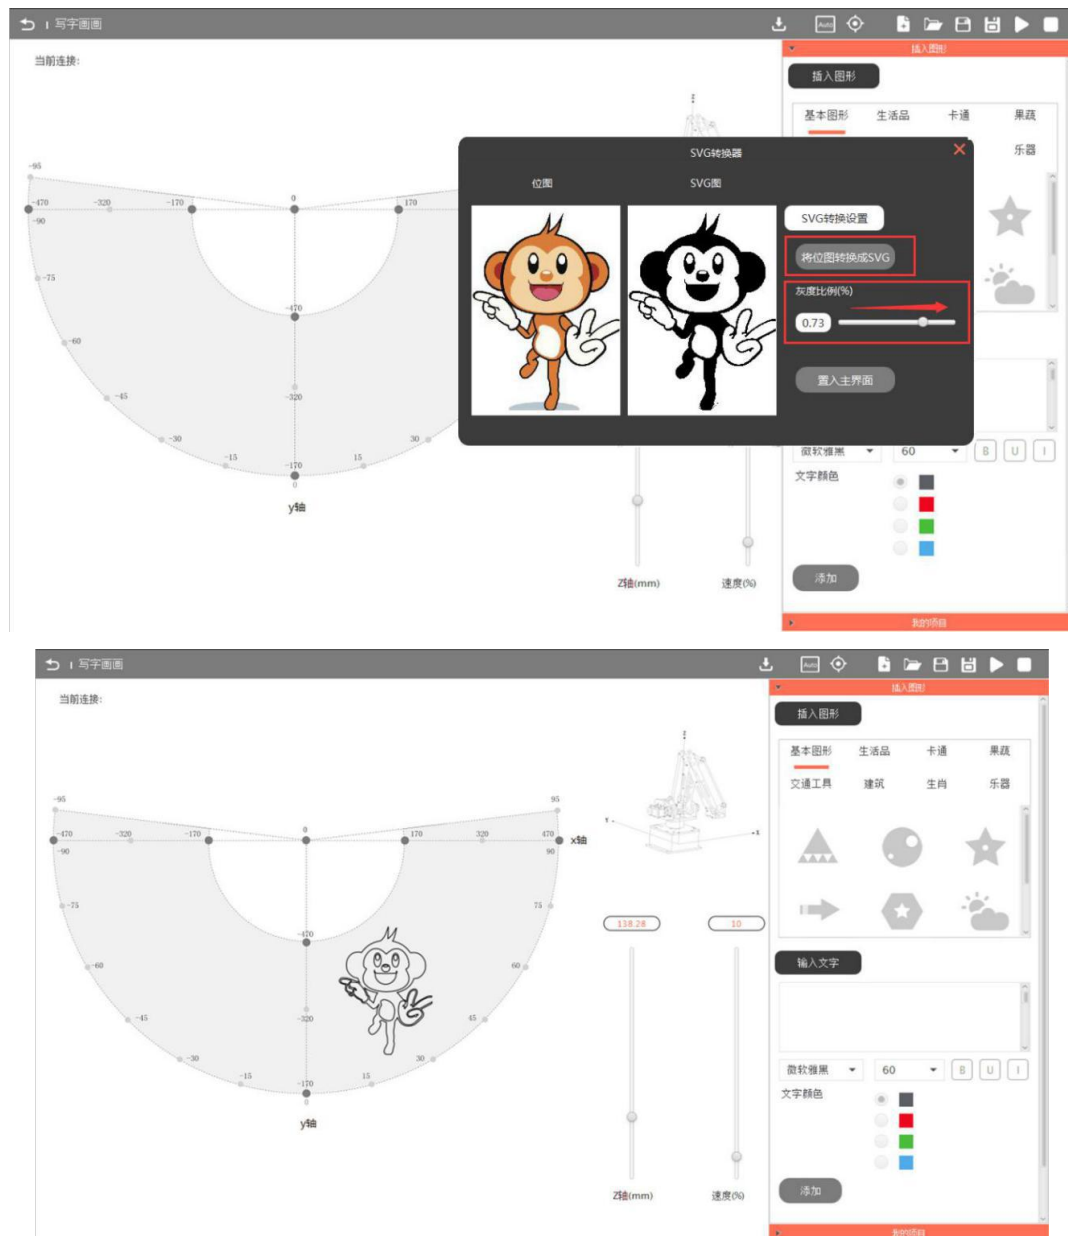 写字画画
Auto
当前连接:
插入图形
插入图形
基本图形 生活品 卡通 果蔬
乐器
SVG转换器
位图 SVG图
SVG转换设置
将位图转换成SVG
灰度比例(%)
0.73
置入主界面
z
-95
-470 -320 -170 0 170
-90
-75
-470
-60
-45 -320
-30 30
-15 -170 15
0
y轴
Z轴(mm) 速度(%)
微软雅黑 60 B U I
文字颜色
添加
我的项目
写字画画
Auto
当前连接:
插入图形
插入图形
基本图形 生活品 卡通 果蔬
交通工具 建筑 生肖 乐器
z
-95 95
-470 -320 -170 0 170 320 470 x轴
-90 90
-75 75
-470
-60 60
-45 -320 45
-30 30
-15 -170 15
0
y轴
138.28 10
Z轴(mm) 速度(%)
输入文字
微软雅黑 60 B U I
文字颜色
添加
我的项目